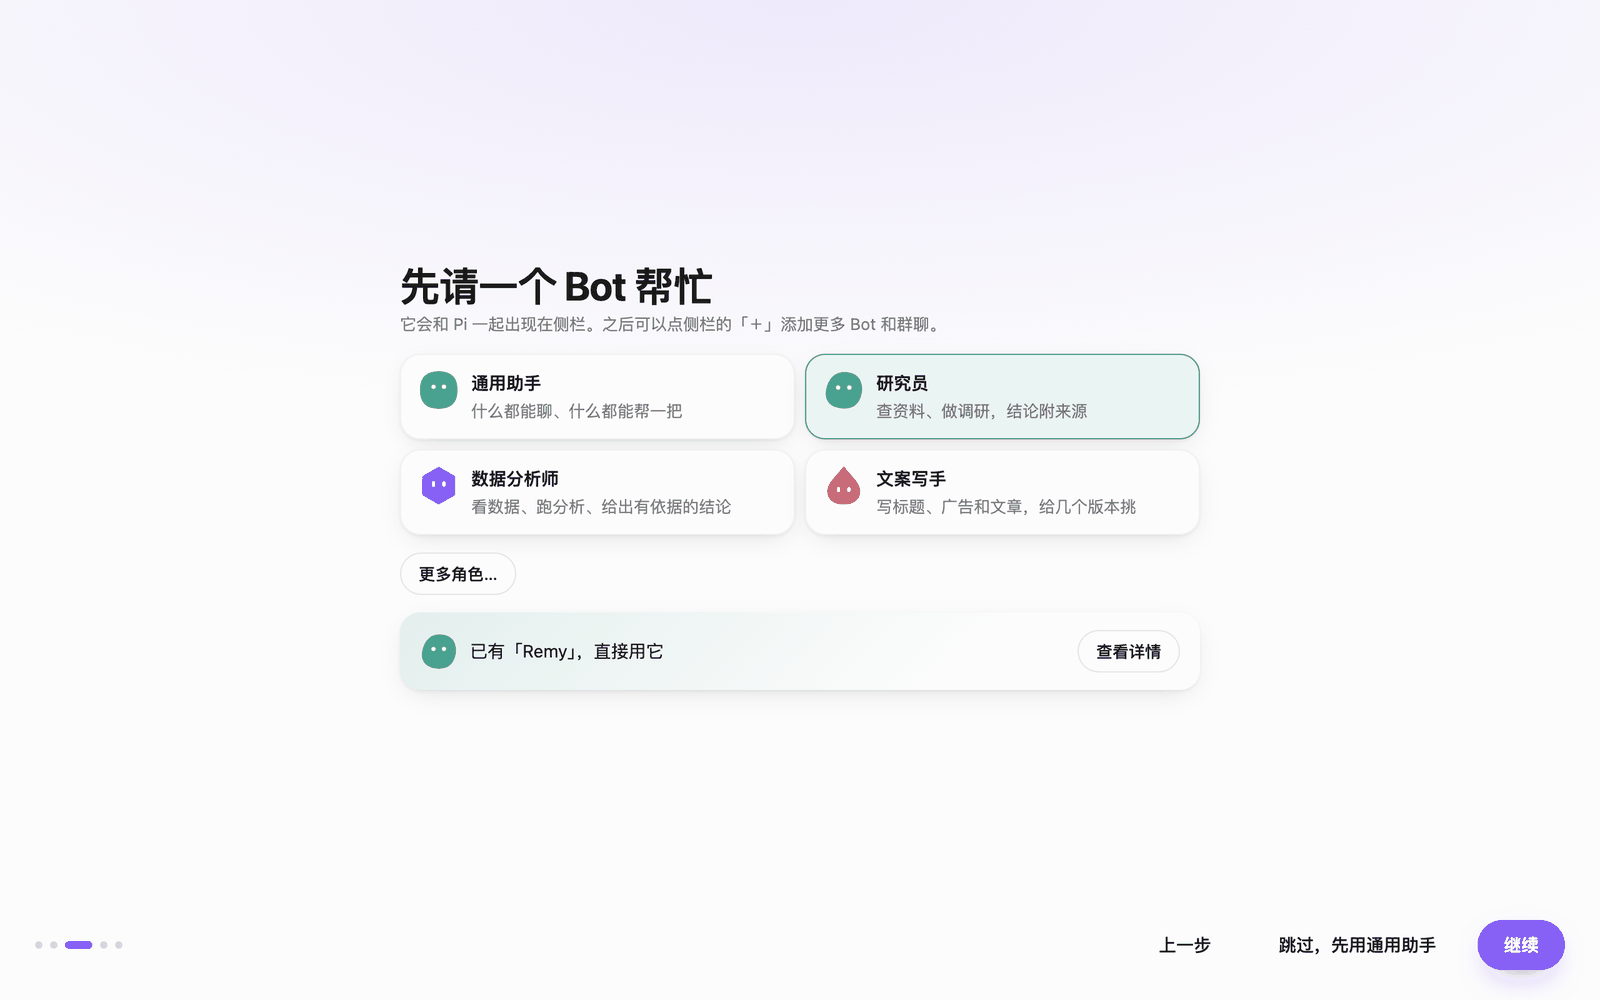 先请一个 Bot 帮忙
它会和 Pi 一起出现在侧栏。之后可以点侧栏的「＋」添加更多 Bot 和群聊。
通用助手
什么都能聊、什么都能帮一把
研究员
查资料、做调研，结论附来源
数据分析师
看数据、跑分析、给出有依据的结论
文案写手
写标题、广告和文章，给几个版本挑
更多角色...
已有「Remy」，直接用它
查看详情
上一步
跳过，先用通用助手
继续